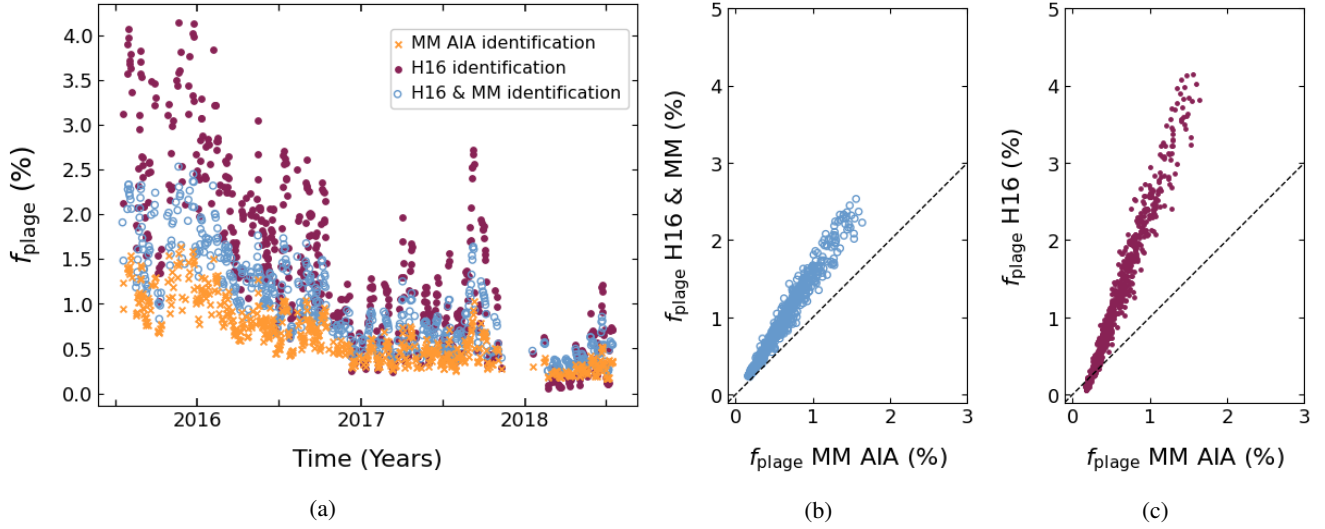 4.0
3.5
3.0
2.5
2.0
1.5
1.0
0.5
0.0
f_plage (%)
MM AIA identification
H16 identification
H16 & MM identification
2016
2017
2018
Time (Years)
(a)
5
4
3
2
1
0
f_plage H16 & MM (%)
0
1
2
3
f_plage MM AIA (%)
(b)
5
4
3
2
1
0
f_plage H16 (%)
0
1
2
3
f_plage MM AIA (%)
(c)